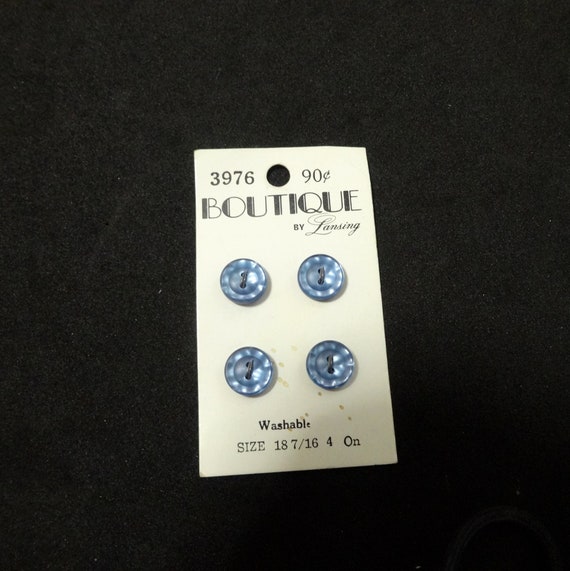 3976 90¢
BOUTIQUE
BY Lansing
Washable
SIZE 18 7/16 4 On